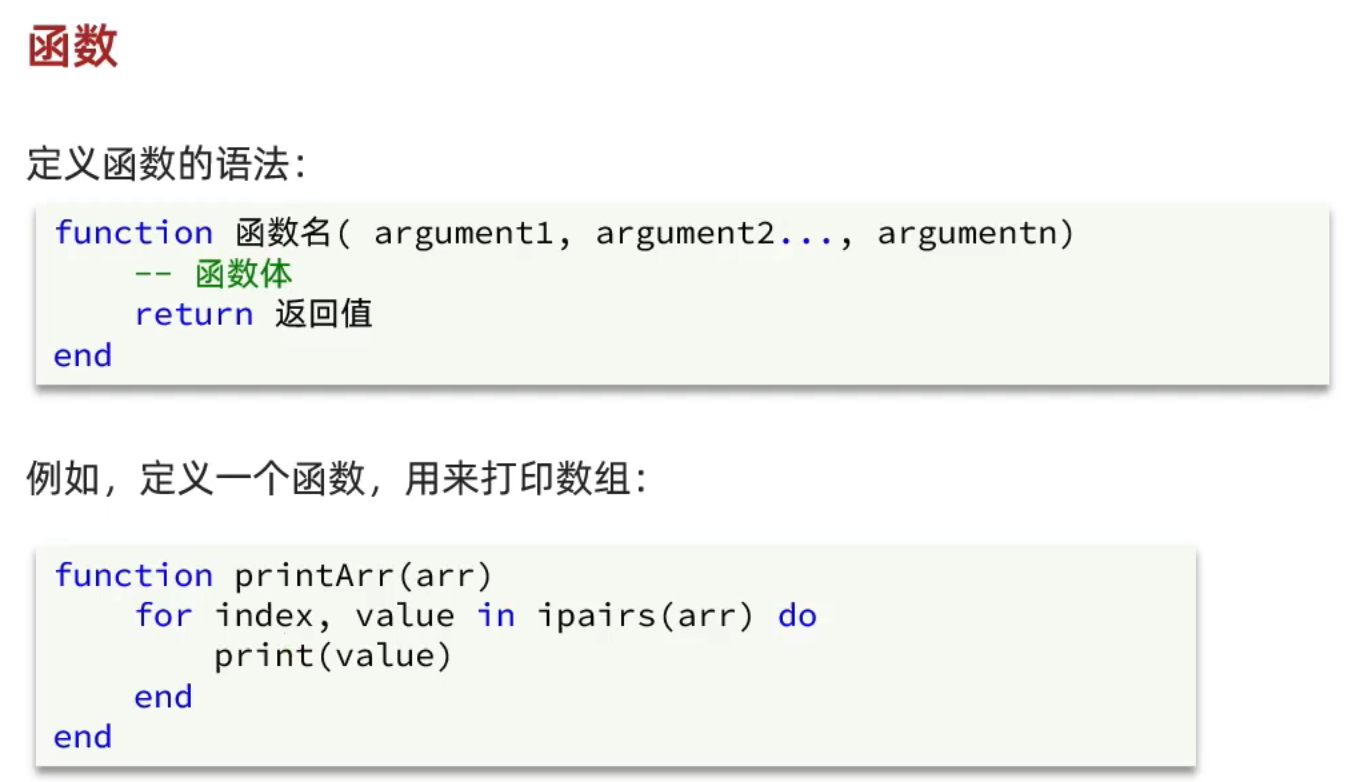 函数
定义函数的语法：
function 函数名( argument1, argument2..., argumentn)
    -- 函数体
    return 返回值
end
例如，定义一个函数，用来打印数组：
function printArr(arr)
    for index, value in ipairs(arr) do
        print(value)
    end
end